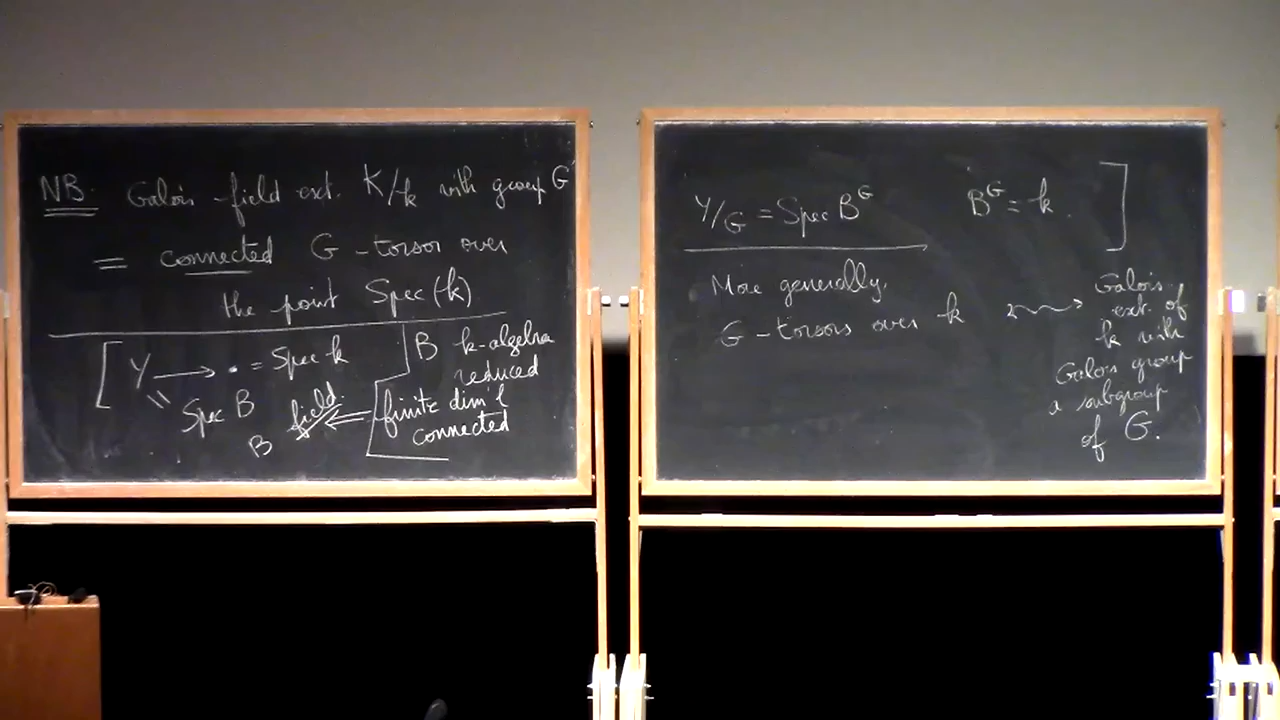 NB: Galois field ext. K/k with group G
= connected G-torsor over
the point Spec(k)
[ Y → • = Spec k
" Spec B
B field.
B k-algebra
reduced
finite dim'l
connected
Y/G = Spec B^G B^G = k. ]
More generally,
G-torsors over k ⇝ Galois
ext. of
k with
Galois group
a subgroup
of G.